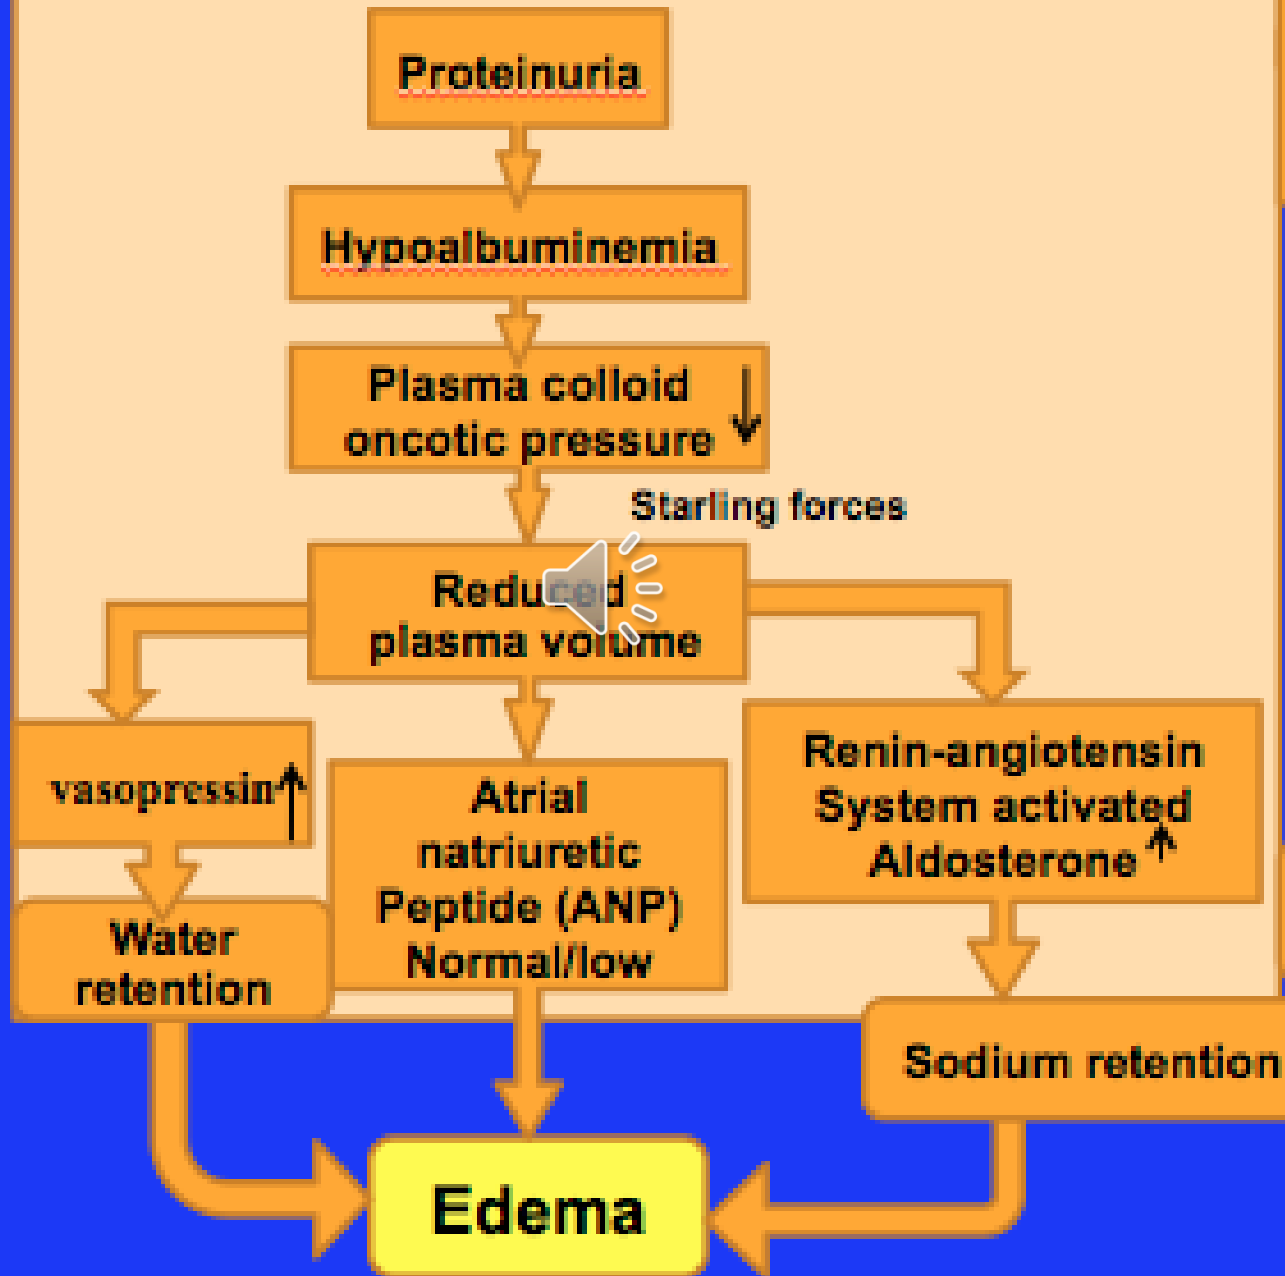 Proteinuria
Hypoalbuminemia
Plasma colloid
oncotic pressure ↓
Starling forces
Reduced
plasma volume
vasopressin↑
Water
retention
Atrial
natriuretic
Peptide (ANP)
Normal/low
Renin-angiotensin
System activated
Aldosterone ↑
Sodium retention
Edema